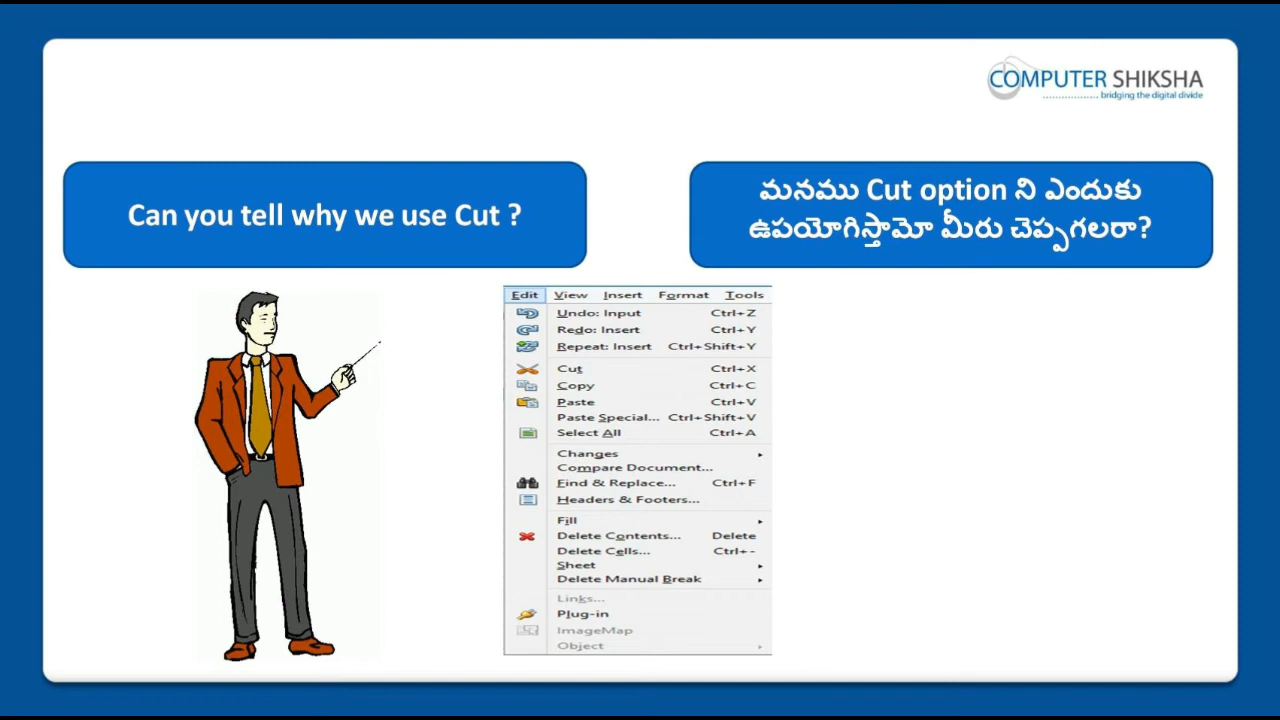 COMPUTER SHIKSHA
bridging the digital divide
Can you tell why we use Cut ?
మనము Cut option ని ఎందుకు
ఉపయోగిస్తామో మీరు చెప్పగలరా?
Edit View Insert Format Tools
Undo: Input Ctrl+Z
Redo: Insert Ctrl+Y
Repeat: Insert Ctrl+Shift+Y
Cut Ctrl+X
Copy Ctrl+C
Paste Ctrl+V
Paste Special... Ctrl+Shift+V
Select All Ctrl+A
Changes
Compare Document...
Find & Replace... Ctrl+F
Headers & Footers...
Fill
Delete Contents... Delete
Delete Cells... Ctrl+-
Sheet
Delete Manual Break
Links...
Plug-in
ImageMap
Object